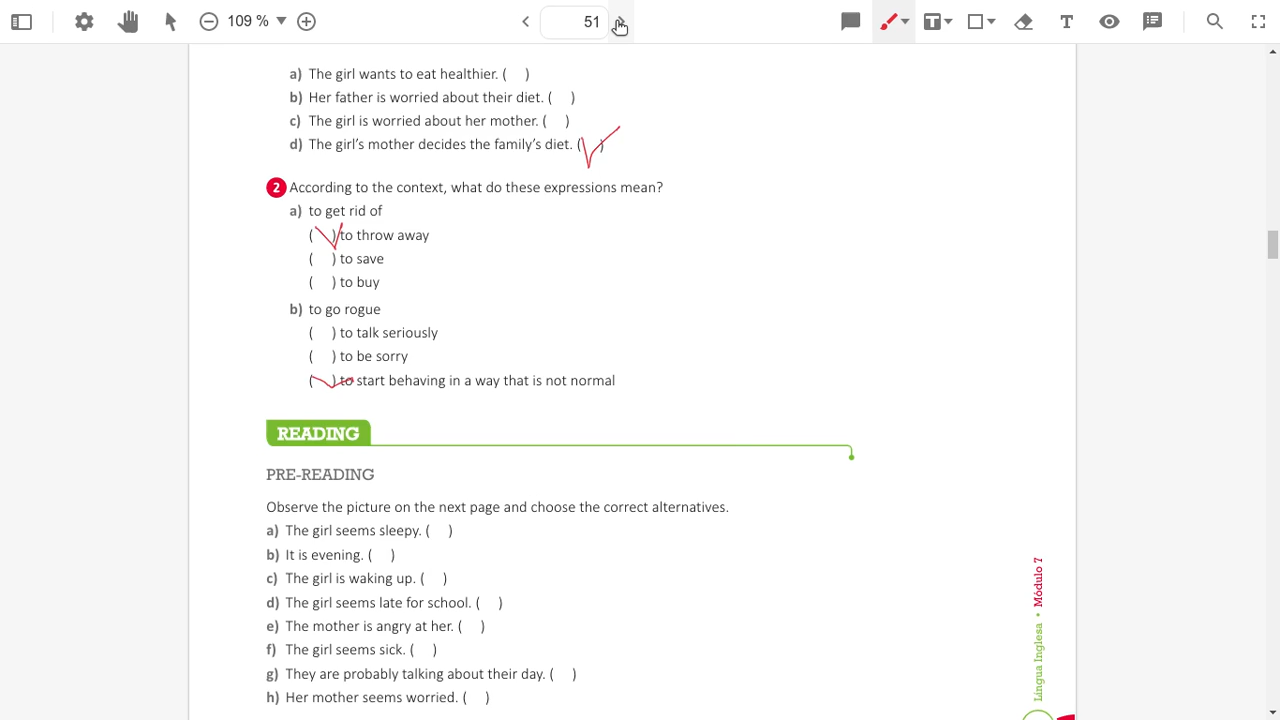 109 %
51
a) The girl wants to eat healthier. ( )
b) Her father is worried about their diet. ( )
c) The girl is worried about her mother. ( )
d) The girl's mother decides the family's diet. ( )
2 According to the context, what do these expressions mean?
a) to get rid of
( ) to throw away
( ) to save
( ) to buy
b) to go rogue
( ) to talk seriously
( ) to be sorry
( ) to start behaving in a way that is not normal
READING
PRE-READING
Observe the picture on the next page and choose the correct alternatives.
a) The girl seems sleepy. ( )
b) It is evening. ( )
c) The girl is waking up. ( )
d) The girl seems late for school. ( )
e) The mother is angry at her. ( )
f) The girl seems sick. ( )
g) They are probably talking about their day. ( )
h) Her mother seems worried. ( )
Língua Inglesa • Módulo 7